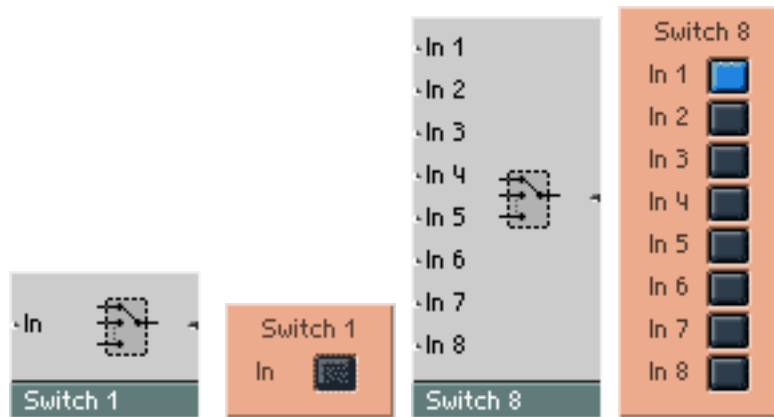 In
Switch 1
Switch 1
In
In 1
In 2
In 3
In 4
In 5
In 6
In 7
In 8
Switch 8
Switch 8
In 1
In 2
In 3
In 4
In 5
In 6
In 7
In 8